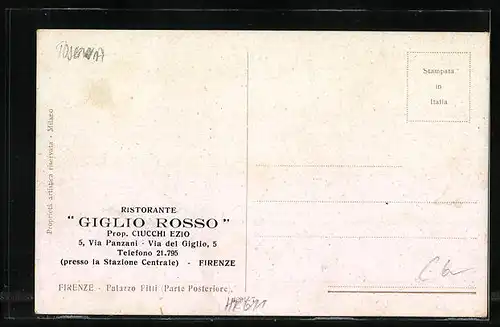 Stampata
in
Italia
Proprietà artistica riservata - Milano
RISTORANTE
"GIGLIO ROSSO"
Prop. CIUCCHI EZIO
5, Via Panzani - Via del Giglio, 5
Telefono 21.795
(presso la Stazione Centrale) - FIRENZE
FIRENZE - Palazzo Pitti (Parte Posteriore).